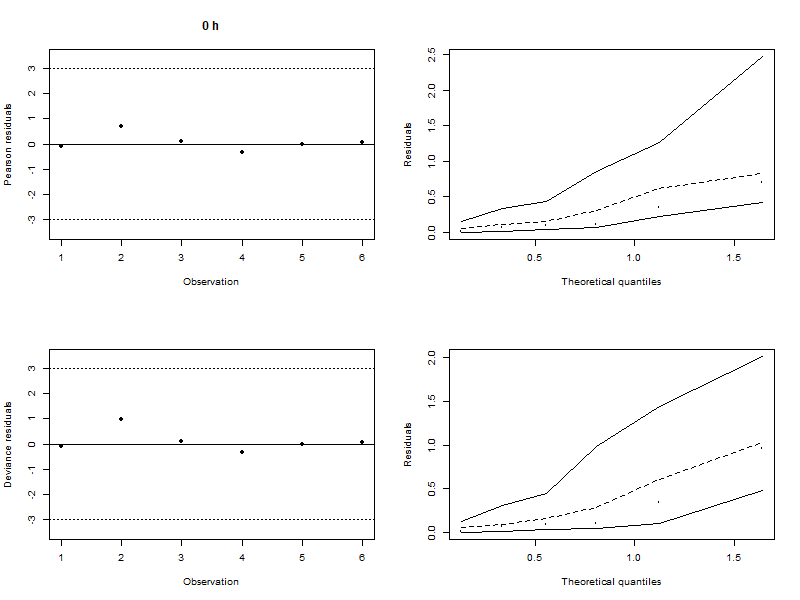 0 h
Pearson residuals
3
2
1
0
-1
-2
-3
1 2 3 4 5 6
Observation
Residuals
2.5
2.0
1.5
1.0
0.5
0.0
0.5 1.0 1.5
Theoretical quantiles
Deviance residuals
3
2
1
0
-1
-2
-3
1 2 3 4 5 6
Observation
Residuals
2.0
1.5
1.0
0.5
0.0
0.5 1.0 1.5
Theoretical quantiles